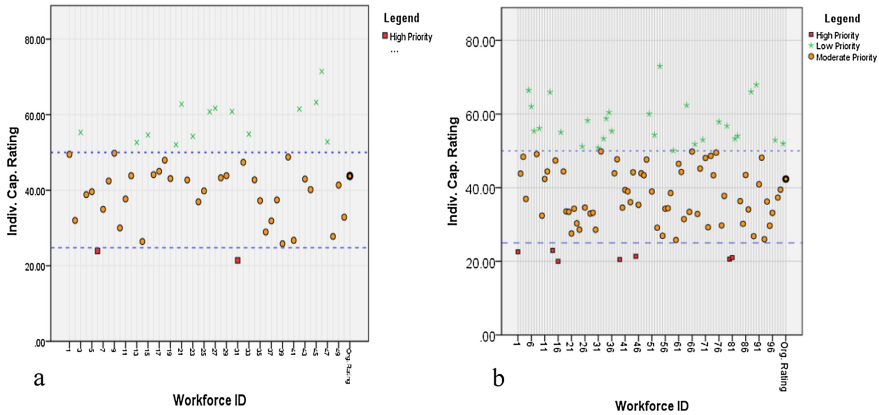 Legend
High Priority
...
80.00
60.00
40.00
20.00
.00
Indiv. Cap. Rating
1 3 5 7 9 11 13 15 17 19 21 23 25 27 29 31 33 35 37 39 41 43 45 47 49 Org. Rating
Workforce ID
a
Legend
High Priority
Low Priority
Moderate Priority
80.00
60.00
40.00
20.00
.00
Indiv. Cap. Rating
1 6 11 16 21 26 31 36 41 46 51 56 61 66 71 76 81 86 91 96 Org. Rating
Workforce ID
b